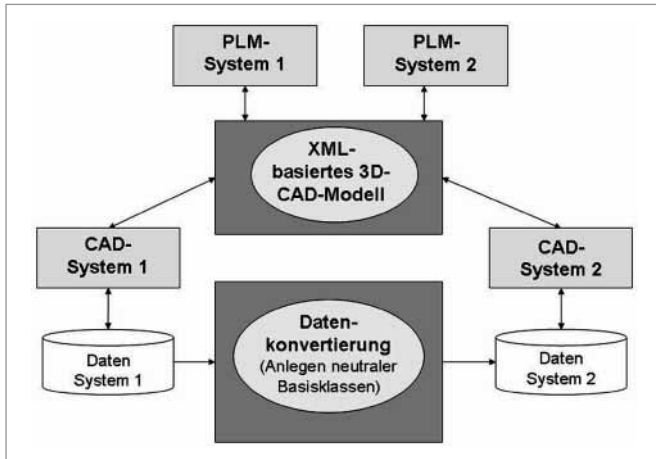 PLM-
System 1
PLM-
System 2
XML-
basiertes 3D-
CAD-Modell
CAD-
System 1
CAD-
System 2
Daten-
konvertierung
(Anlegen neutraler
Basisklassen)
Daten
System 1
Daten
System 2